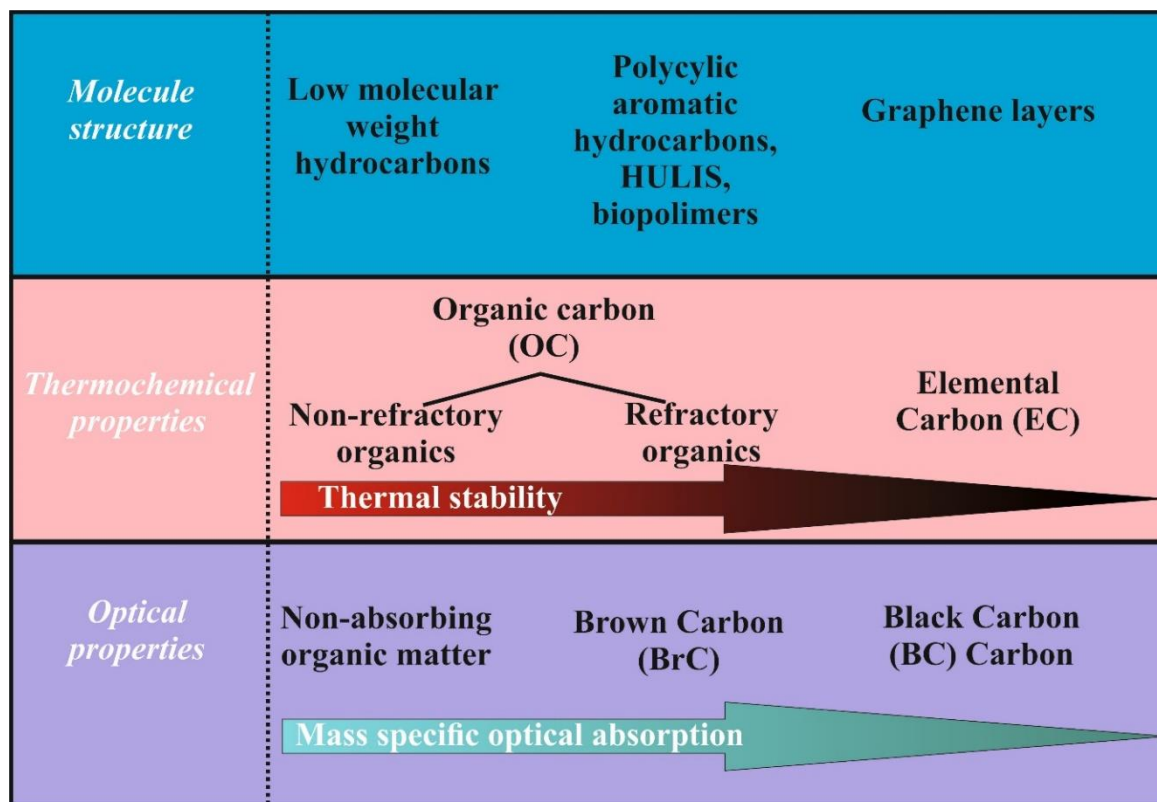 Molecule
structure
Low molecular
weight
hydrocarbons
Polycylic
aromatic
hydrocarbons,
HULIS,
biopolimers
Graphene layers
Thermochemical
properties
Organic carbon
(OC)
Non-refractory
organics
Refractory
organics
Elemental
Carbon (EC)
Thermal stability
Optical
properties
Non-absorbing
organic matter
Brown Carbon
(BrC)
Black Carbon
(BC) Carbon
Mass specific optical absorption